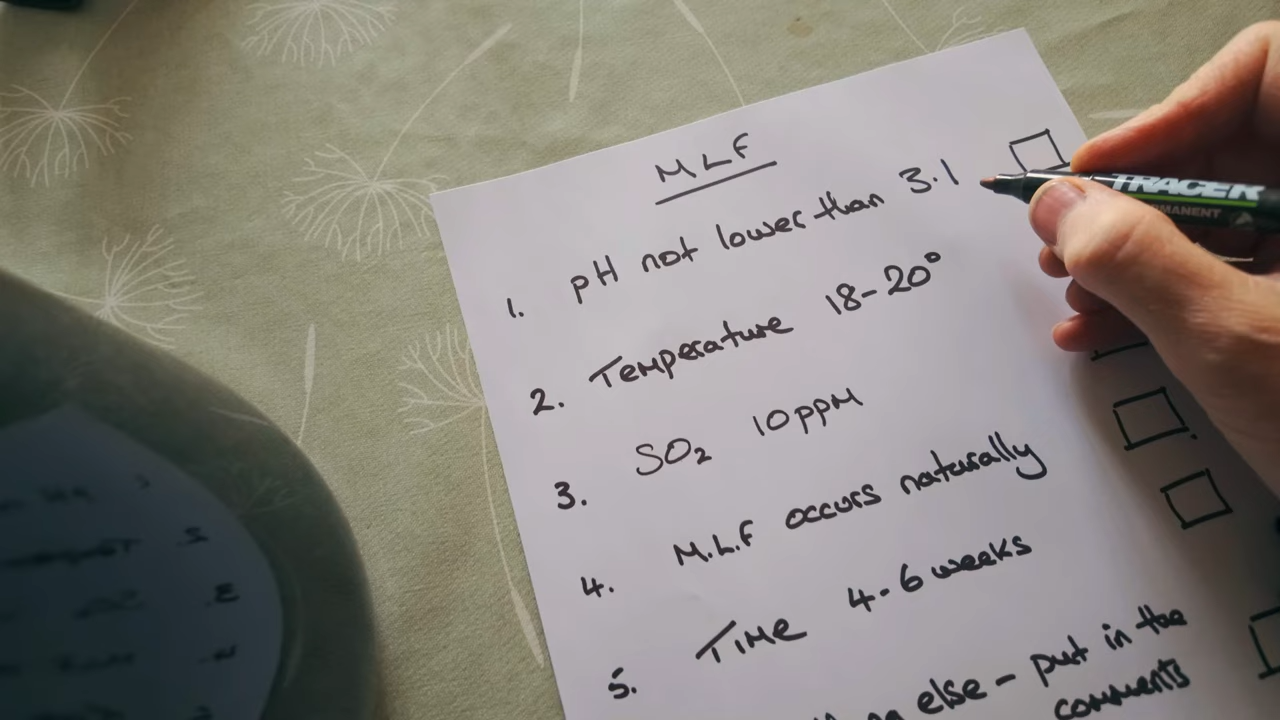 MLF
1. pH not lower than 3.1
2. Temperature 18-20°
3. SO₂ 10ppm
4. M.L.F occurs naturally
5. Time 4-6 weeks
else - put in the
comments
TRACER
PERMANENT